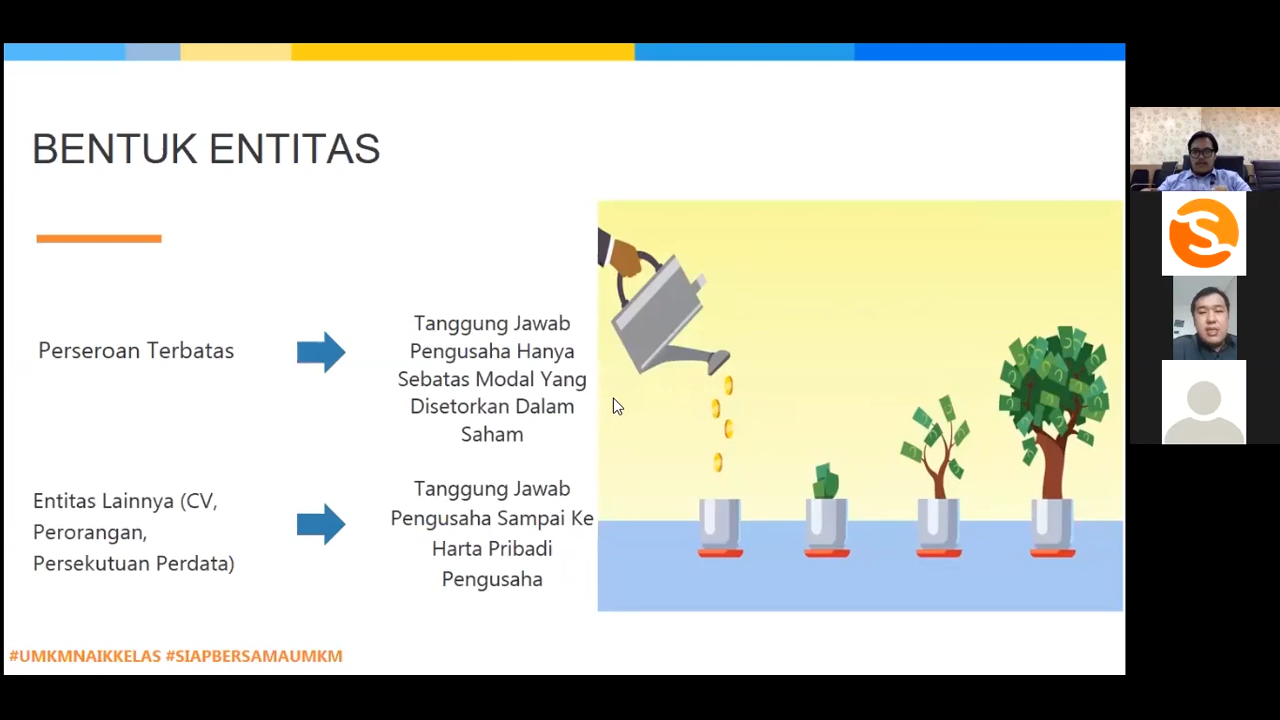 BENTUK ENTITAS
Perseroan Terbatas
Tanggung Jawab
Pengusaha Hanya
Sebatas Modal Yang
Disetorkan Dalam
Saham
Entitas Lainnya (CV,
Perorangan,
Persekutuan Perdata)
Tanggung Jawab
Pengusaha Sampai Ke
Harta Pribadi
Pengusaha
#UMKMNAIKKELAS #SIAPBERSAMAUMKM